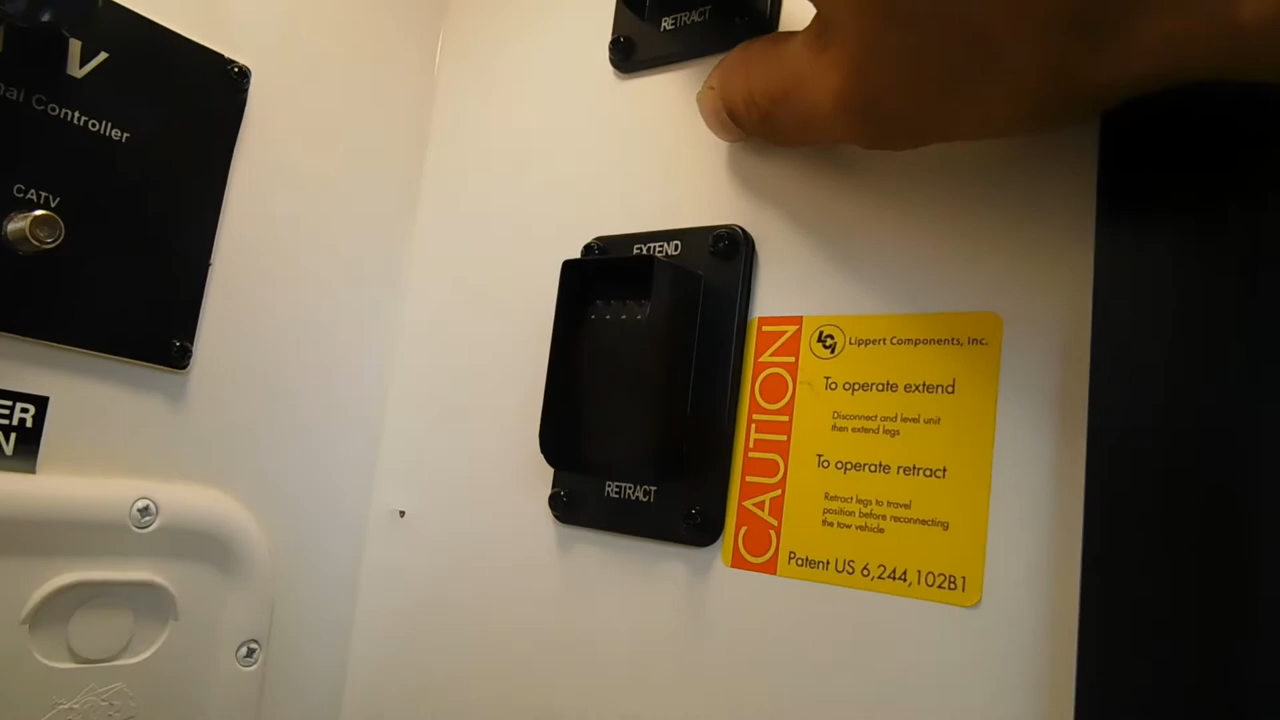 V
nal Controller
CATV
ER
N
RETRACT
EXTEND
RETRACT
CAUTION
LCI
Lippert Components, Inc.
To operate extend
Disconnect and level unit
then extend legs
To operate retract
Retract legs to travel
position before reconnecting
the tow vehicle
Patent US 6,244,102B1